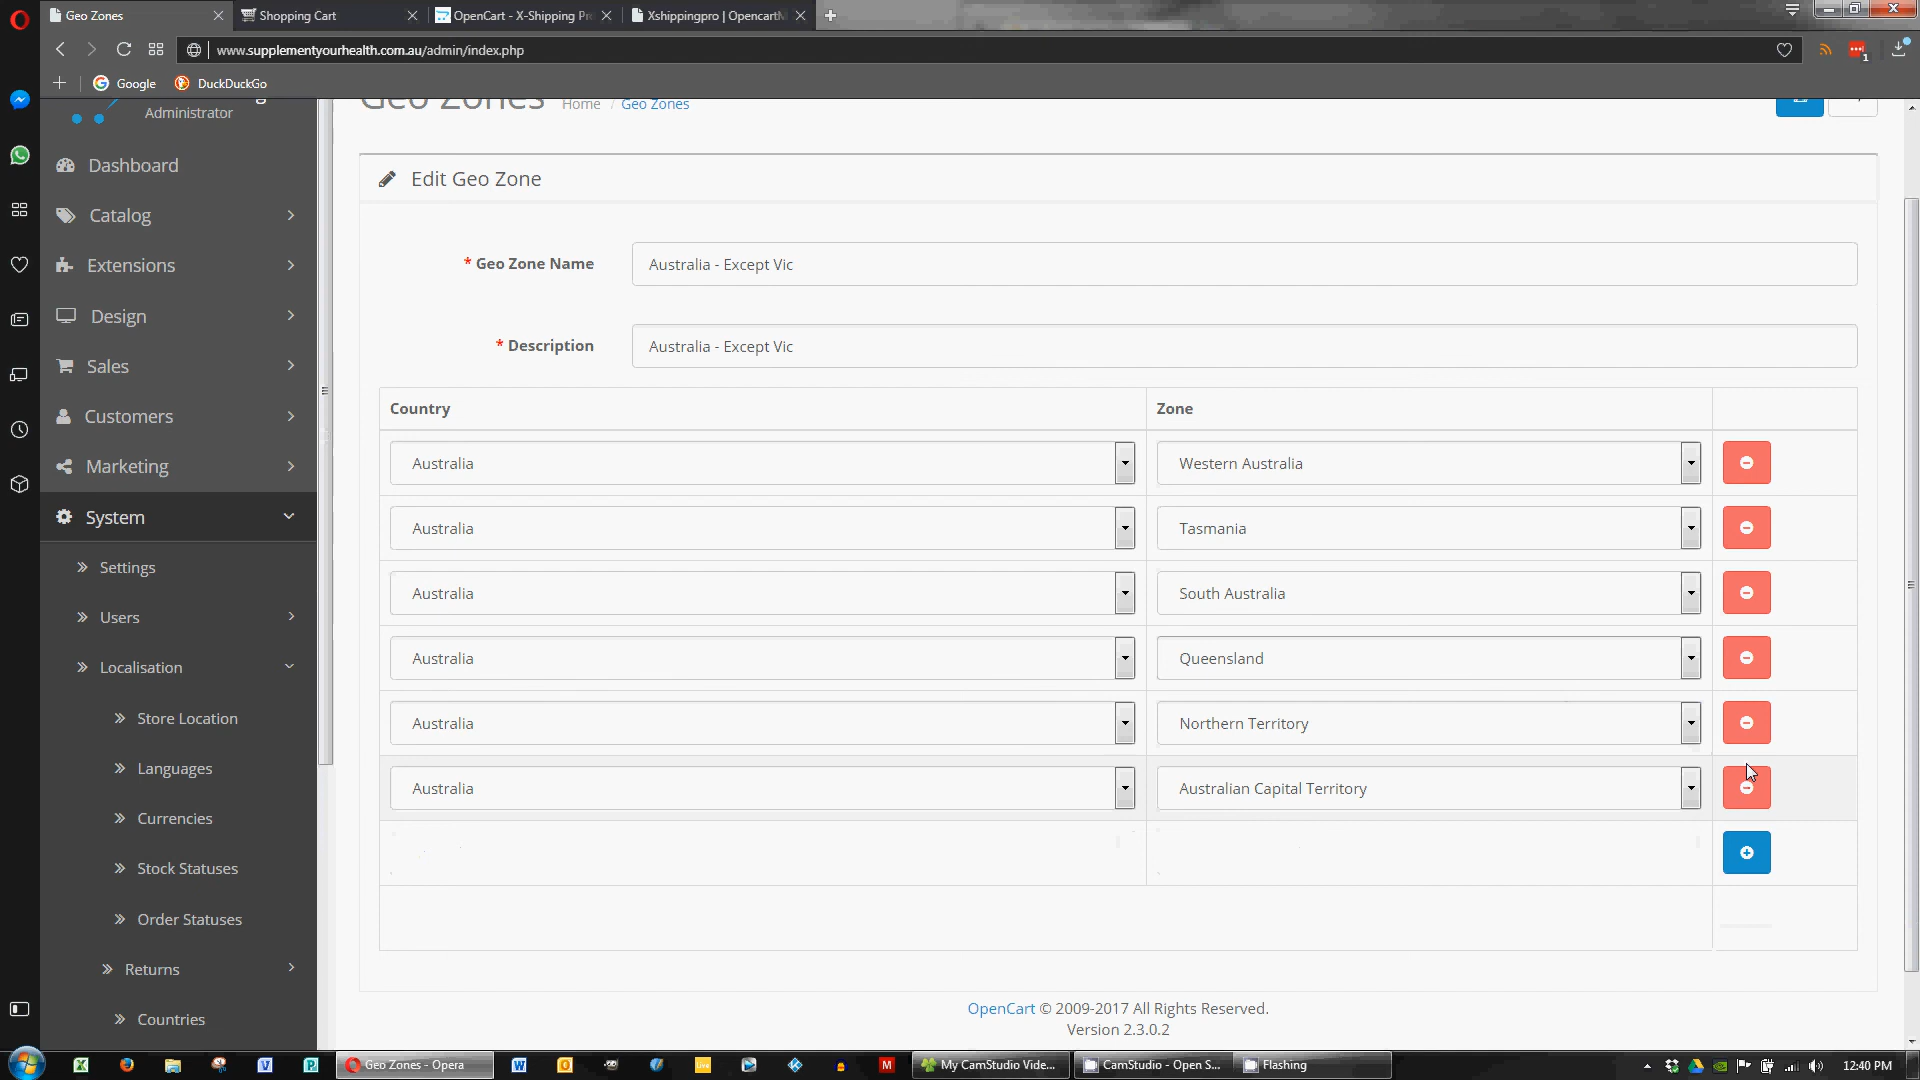 Geo Zones
Shopping Cart
OpenCart - X-Shipping Pr
Xshippingpro | Opencart
www.supplementyourhealth.com.au/admin/index.php
1
Google
DuckDuckGo
Administrator
Geo Zones
Home / Geo Zones
Dashboard
Catalog
Extensions
Design
Sales
Customers
Marketing
System
Settings
Users
Localisation
Store Location
Languages
Currencies
Stock Statuses
Order Statuses
Returns
Countries
Edit Geo Zone
* Geo Zone Name
Australia - Except Vic
* Description
Australia - Except Vic
Country
Zone
Australia
Western Australia
Australia
Tasmania
Australia
South Australia
Australia
Queensland
Australia
Northern Territory
Australia
Australian Capital Territory
OpenCart © 2009-2017 All Rights Reserved.
Version 2.3.0.2
Geo Zones - Opera
My CamStudio Vide...
CamStudio - Open S...
Flashing
12:40 PM